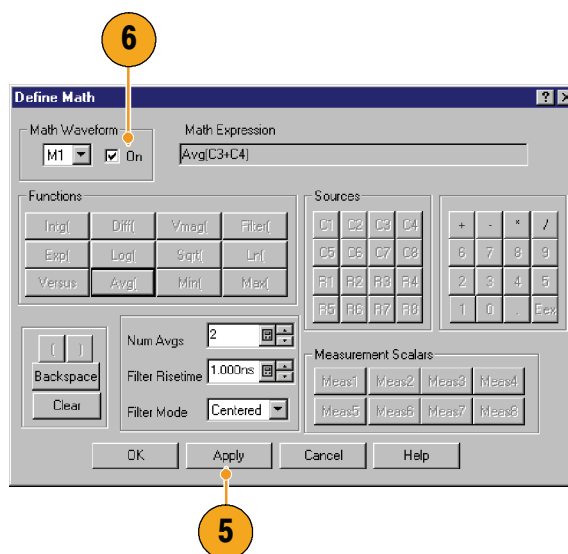 6
Define Math
Math Waveform
Math Expression
M1
On
Avg(C3+C4)
Functions
Intg(
Diff(
Vmag(
Filter(
Exp(
Log(
Sqrt(
Ln(
Versus
Avg(
Min(
Max(
Sources
C1 C2 C3 C4
C5 C6 C7 C8
R1 R2 R3 R4
R5 R6 R7 R8
+ - * /
6 7 8 9
2 3 4 5
1 0 . Eex
( )
Backspace
Clear
Num Avgs 2
Filter Risetime 1.000ns
Filter Mode Centered
Measurement Scalars
Meas1 Meas2 Meas3 Meas4
Meas5 Meas6 Meas7 Meas8
OK Apply Cancel Help
5